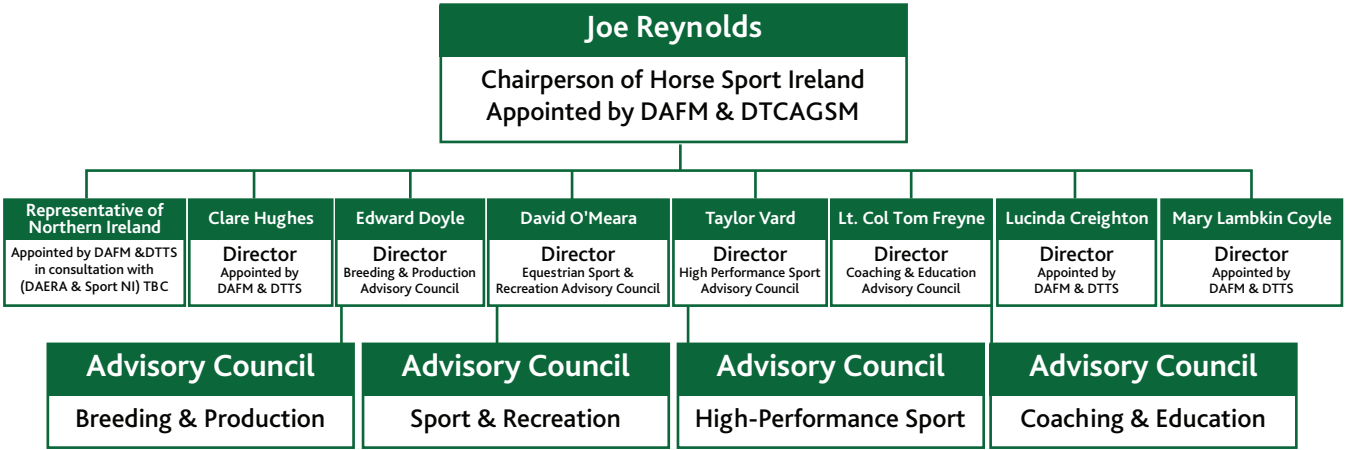 Joe Reynolds
Chairperson of Horse Sport Ireland
Appointed by DAFM & DTCAGSM
Representative of
Northern Ireland
Appointed by DAFM &DTTS
in consultation with
(DAERA & Sport NI) TBC
Clare Hughes
Director
Appointed by
DAFM & DTTS
Edward Doyle
Director
Breeding & Production
Advisory Council
David O'Meara
Director
Equestrian Sport &
Recreation Advisory Council
Taylor Vard
Director
High Performance Sport
Advisory Council
Lt. Col Tom Freyne
Director
Coaching & Education
Advisory Council
Lucinda Creighton
Director
Appointed by
DAFM & DTTS
Mary Lambkin Coyle
Director
Appointed by
DAFM & DTTS
Advisory Council
Breeding & Production
Advisory Council
Sport & Recreation
Advisory Council
High-Performance Sport
Advisory Council
Coaching & Education